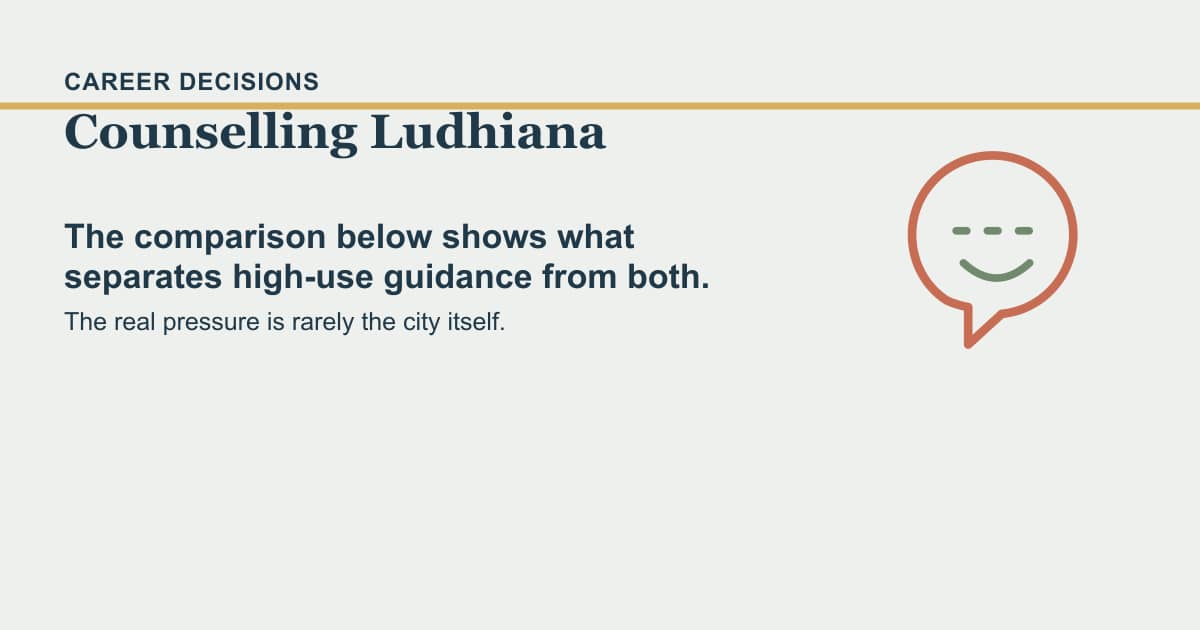 CAREER DECISIONS
Counselling Ludhiana
The comparison below shows what
separates high-use guidance from both.
The real pressure is rarely the city itself.